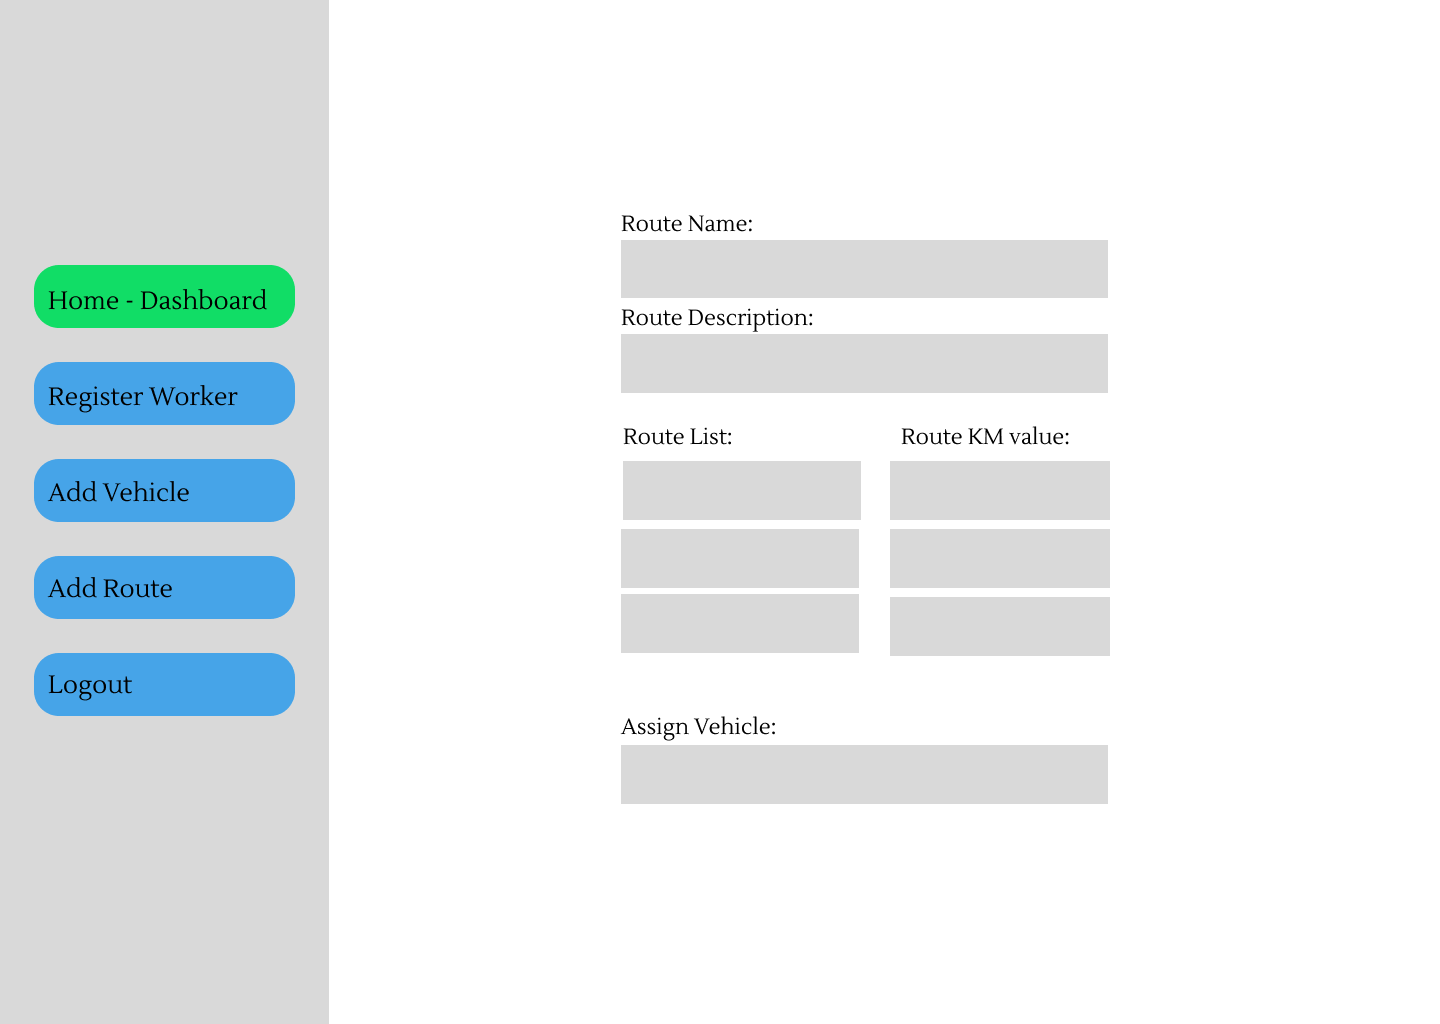 Home - Dashboard
Register Worker
Add Vehicle
Add Route
Logout
Route Name:
Route Description:
Route List:
Route KM value:
Assign Vehicle: